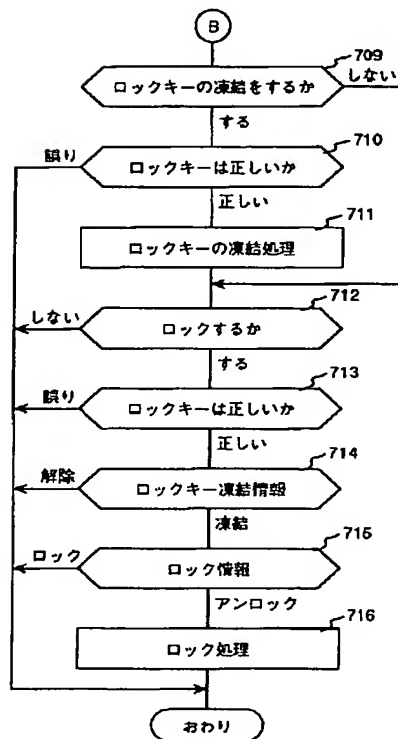 B
709
ロックキーの凍結をするか
しない
する
710
誤り
ロックキーは正しいか
正しい
711
ロックキーの凍結処理
712
しない
ロックするか
する
713
誤り
ロックキーは正しいか
正しい
714
解除
ロックキー凍結情報
凍結
715
ロック
ロック情報
アンロック
716
ロック処理
おわり